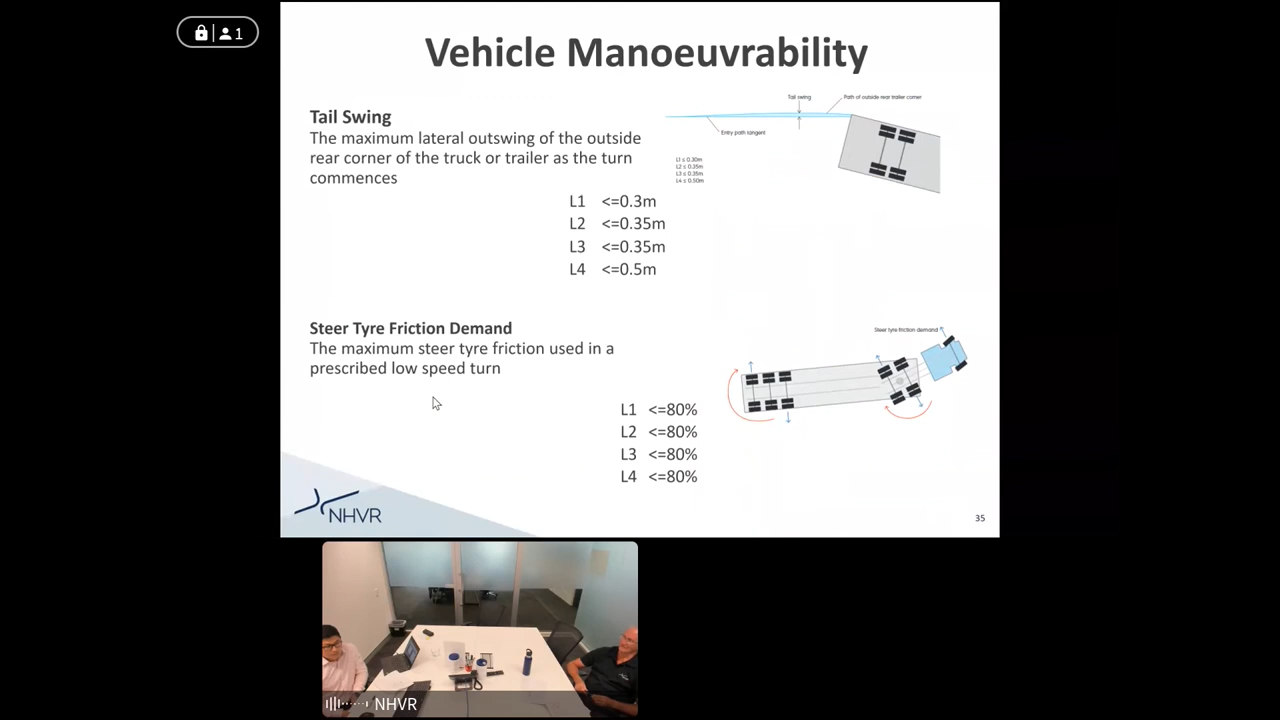 1
Vehicle Manoeuvrability
Tail Swing
The maximum lateral outswing of the outside
rear corner of the truck or trailer as the turn
commences
L1 <=0.3m
L2 <=0.35m
L3 <=0.35m
L4 <=0.5m
Tail swing
Path of outside rear trailer corner
Entry path tangent
L1 ≤ 0.30m
L2 ≤ 0.35m
L3 ≤ 0.35m
L4 ≤ 0.50m
Steer Tyre Friction Demand
The maximum steer tyre friction used in a
prescribed low speed turn
L1 <=80%
L2 <=80%
L3 <=80%
L4 <=80%
Steer tyre friction demand
NHVR
35
NHVR